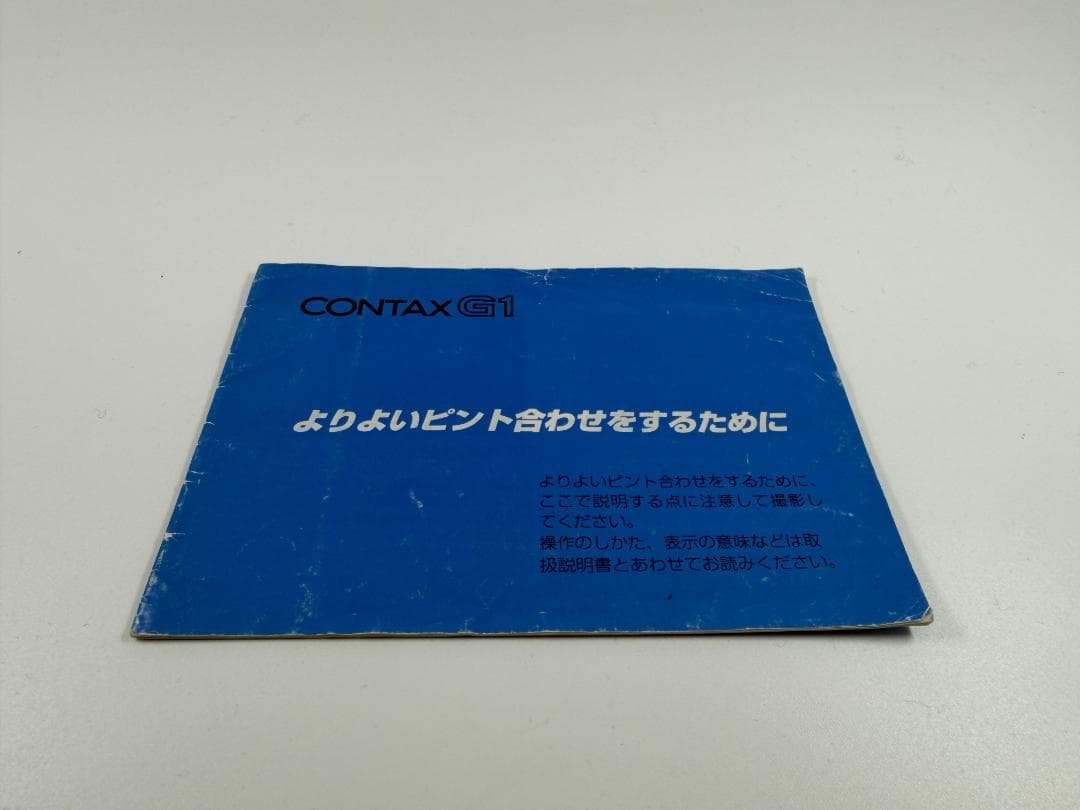 CONTAX G1
よりよいピント合わせをするために
よりよいピント合わせをするために、
ここで説明する点に注意して撮影し
てください。
操作のしかた、表示の意味などは取
扱説明書とあわせてお読みください。